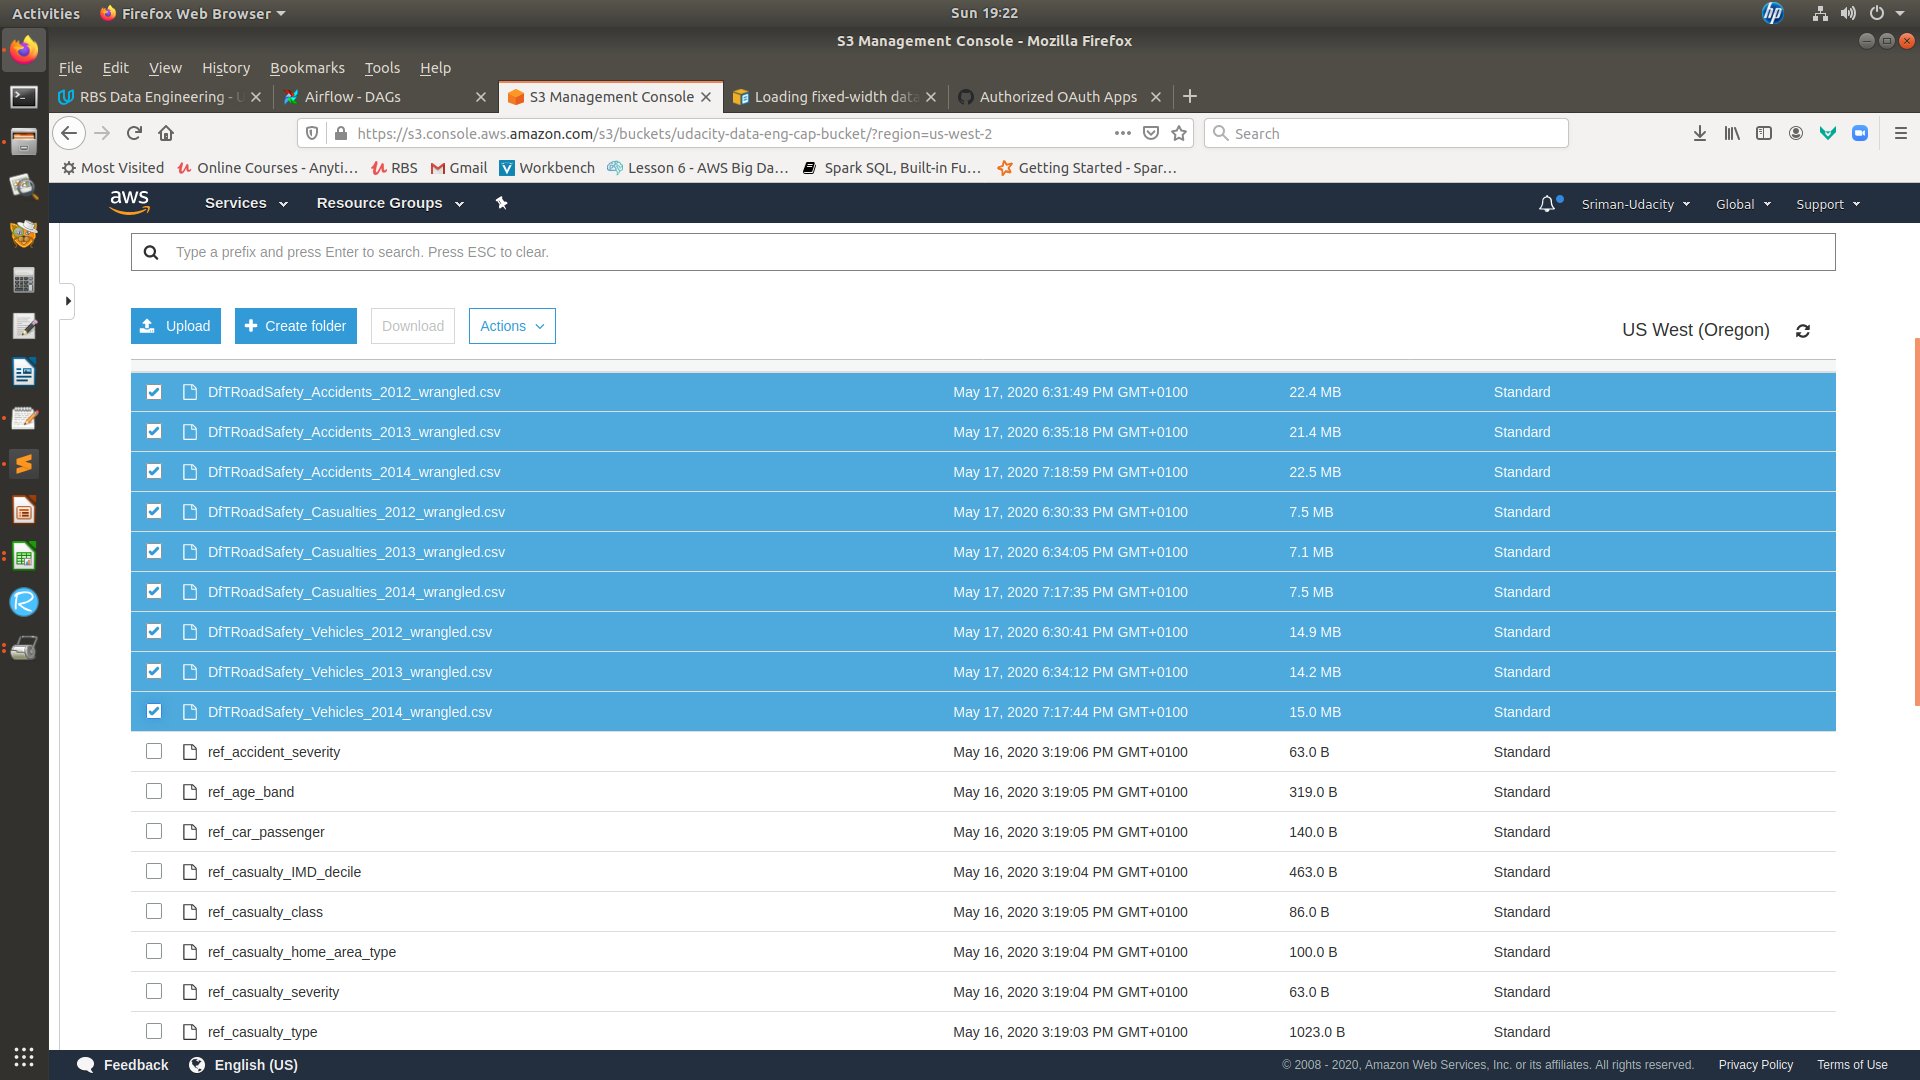 Activities Firefox Web Browser Sun 19:22
S3 Management Console - Mozilla Firefox
File Edit View History Bookmarks Tools Help
RBS Data Engineering - U Airflow - DAGs S3 Management Console Loading fixed-width data Authorized OAuth Apps
https://s3.console.aws.amazon.com/s3/buckets/udacity-data-eng-cap-bucket/?region=us-west-2 Search
Most Visited Online Courses - Anyti… RBS Gmail Workbench Lesson 6 - AWS Big Da… Spark SQL, Built-in Fu… Getting Started - Spar…
aws Services Resource Groups Sriman-Udacity Global Support
Type a prefix and press Enter to search. Press ESC to clear.
Upload Create folder Download Actions US West (Oregon)
DfTRoadSafety_Accidents_2012_wrangled.csv May 17, 2020 6:31:49 PM GMT+0100 22.4 MB Standard
DfTRoadSafety_Accidents_2013_wrangled.csv May 17, 2020 6:35:18 PM GMT+0100 21.4 MB Standard
DfTRoadSafety_Accidents_2014_wrangled.csv May 17, 2020 7:18:59 PM GMT+0100 22.5 MB Standard
DfTRoadSafety_Casualties_2012_wrangled.csv May 17, 2020 6:30:33 PM GMT+0100 7.5 MB Standard
DfTRoadSafety_Casualties_2013_wrangled.csv May 17, 2020 6:34:05 PM GMT+0100 7.1 MB Standard
DfTRoadSafety_Casualties_2014_wrangled.csv May 17, 2020 7:17:35 PM GMT+0100 7.5 MB Standard
DfTRoadSafety_Vehicles_2012_wrangled.csv May 17, 2020 6:30:41 PM GMT+0100 14.9 MB Standard
DfTRoadSafety_Vehicles_2013_wrangled.csv May 17, 2020 6:34:12 PM GMT+0100 14.2 MB Standard
DfTRoadSafety_Vehicles_2014_wrangled.csv May 17, 2020 7:17:44 PM GMT+0100 15.0 MB Standard
ref_accident_severity May 16, 2020 3:19:06 PM GMT+0100 63.0 B Standard
ref_age_band May 16, 2020 3:19:05 PM GMT+0100 319.0 B Standard
ref_car_passenger May 16, 2020 3:19:05 PM GMT+0100 140.0 B Standard
ref_casualty_IMD_decile May 16, 2020 3:19:04 PM GMT+0100 463.0 B Standard
ref_casualty_class May 16, 2020 3:19:05 PM GMT+0100 86.0 B Standard
ref_casualty_home_area_type May 16, 2020 3:19:04 PM GMT+0100 100.0 B Standard
ref_casualty_severity May 16, 2020 3:19:04 PM GMT+0100 63.0 B Standard
ref_casualty_type May 16, 2020 3:19:03 PM GMT+0100 1023.0 B Standard
Feedback English (US) © 2008 - 2020, Amazon Web Services, Inc. or its affiliates. All rights reserved. Privacy Policy Terms of Use